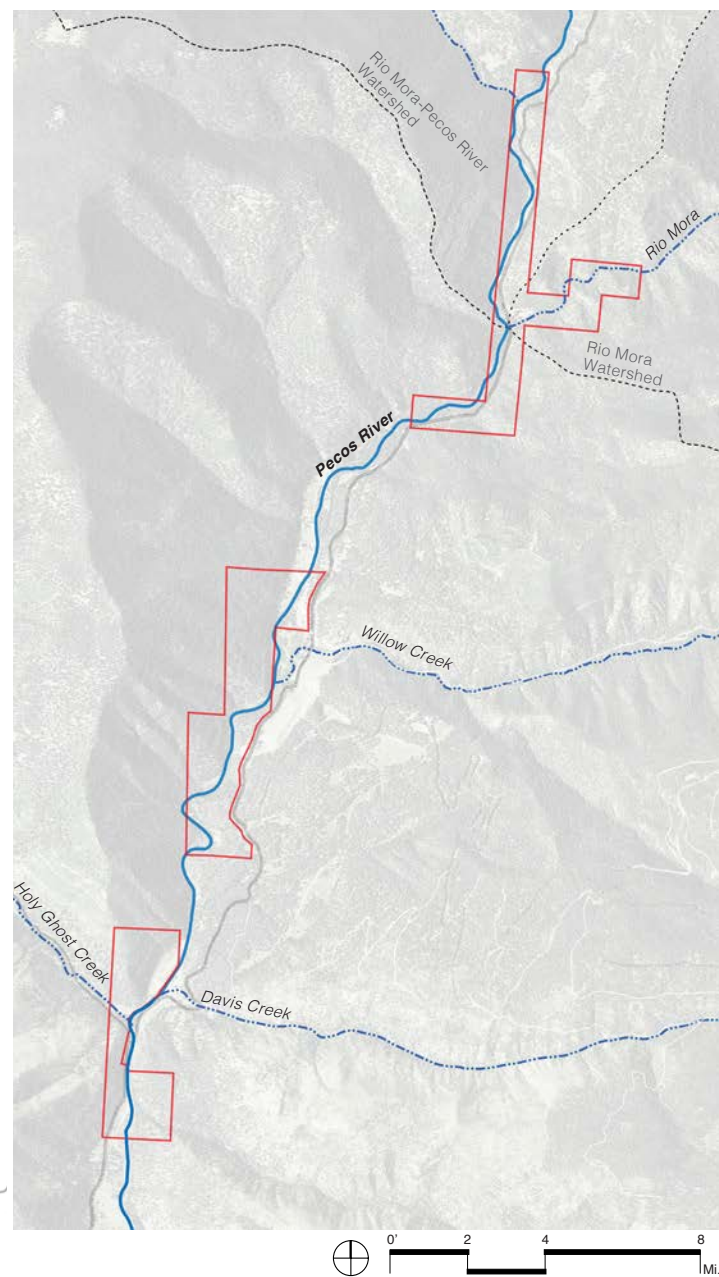 Rio Mora-Pecos River
Watershed
Rio Mora
Rio Mora
Watershed
Pecos River
Willow Creek
Holy Ghost Creek
Davis Creek
0' 2 4 8
Mi.